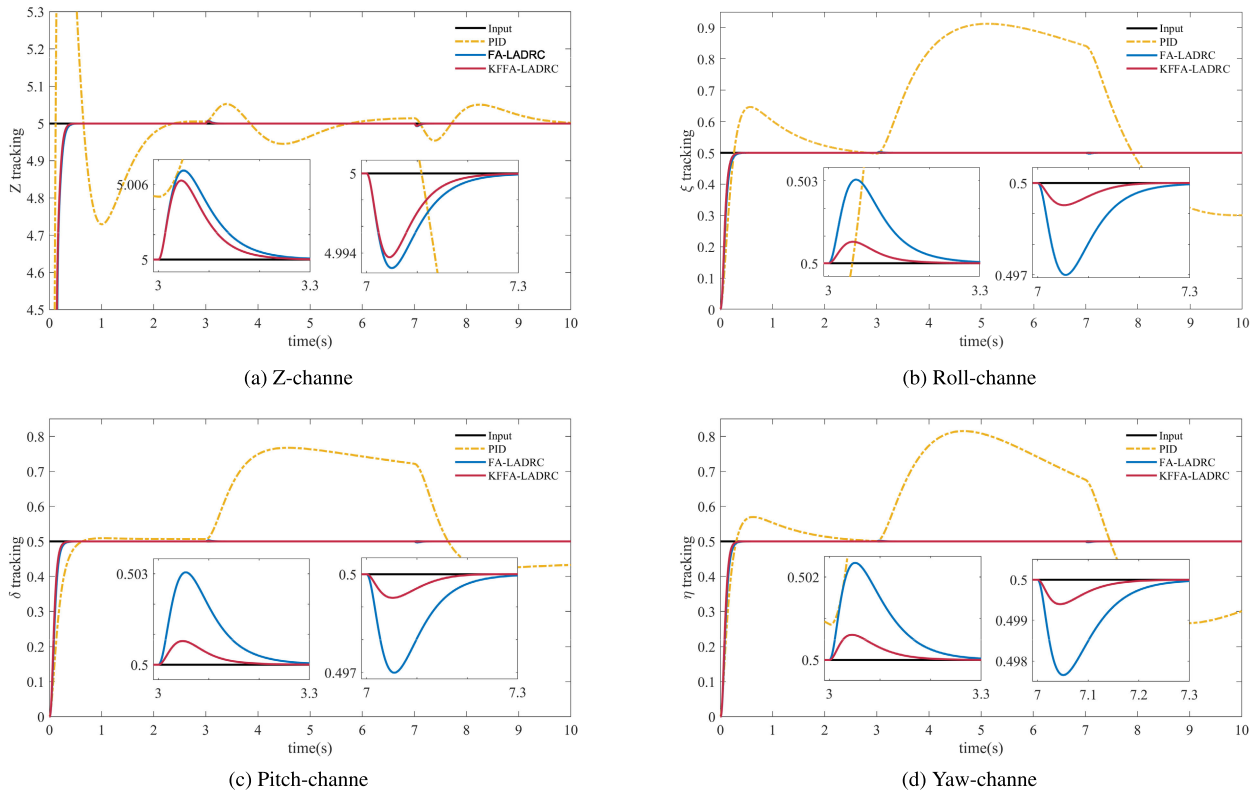 5.3
5.2
5.1
5
4.9
4.8
4.7
4.6
4.5
Z tracking
0 1 2 3 4 5 6 7 8 9 10
time(s)
Input
PID
FA-LADRC
KFFA-LADRC
5.006
5
3 3.3
5
4.994
7 7.3
(a) Z-channe
0.9
0.8
0.7
0.6
0.5
0.4
0.3
0.2
0.1
0
ξ tracking
0 1 2 3 4 5 6 7 8 9 10
time(s)
Input
PID
FA-LADRC
KFFA-LADRC
0.503
0.5
3 3.3
0.5
0.497
7 7.3
(b) Roll-channe
0.8
0.7
0.6
0.5
0.4
0.3
0.2
0.1
0
δ tracking
0 1 2 3 4 5 6 7 8 9 10
time(s)
Input
PID
FA-LADRC
KFFA-LADRC
0.503
0.5
3 3.3
0.5
0.497
7 7.3
(c) Pitch-channe
0.8
0.7
0.6
0.5
0.4
0.3
0.2
0.1
0
η tracking
0 1 2 3 4 5 6 7 8 9 10
time(s)
Input
PID
FA-LADRC
KFFA-LADRC
0.502
0.5
3 3.3
0.5
0.499
0.498
7 7.1 7.2 7.3
(d) Yaw-channe